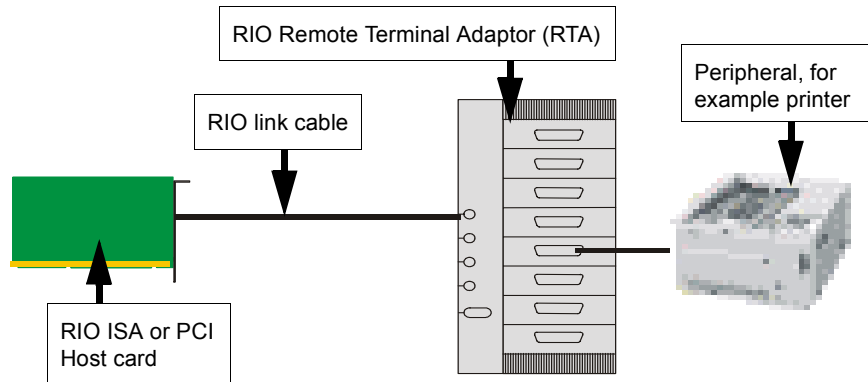 RIO Remote Terminal Adaptor (RTA)
Peripheral, for
example printer
RIO link cable
RIO ISA or PCI
Host card